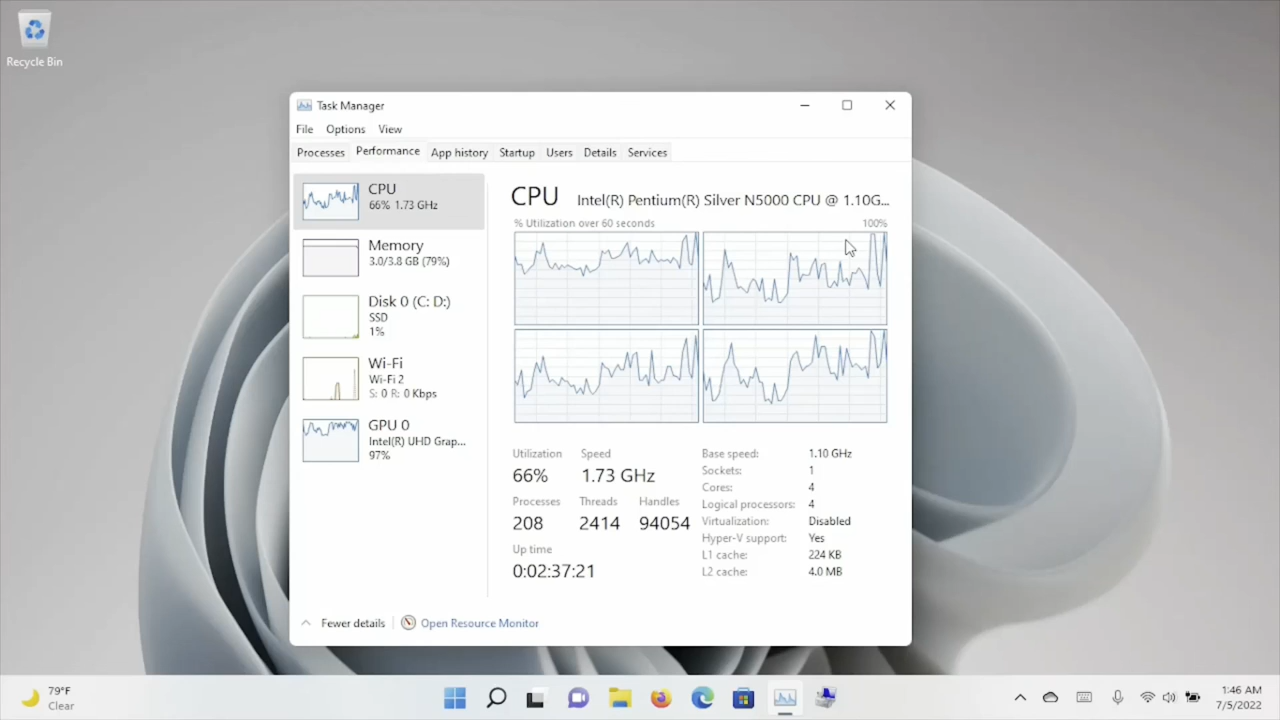 Recycle Bin
Task Manager
File Options View
Processes Performance App history Startup Users Details Services
CPU
66% 1.73 GHz
Memory
3.0/3.8 GB (79%)
Disk 0 (C: D:)
SSD
1%
Wi-Fi
Wi-Fi 2
S: 0 R: 0 Kbps
GPU 0
Intel(R) UHD Grap...
97%
CPU Intel(R) Pentium(R) Silver N5000 CPU @ 1.10G...
% Utilization over 60 seconds 100%
Utilization Speed
66% 1.73 GHz
Processes Threads Handles
208 2414 94054
Up time
0:02:37:21
Base speed: 1.10 GHz
Sockets: 1
Cores: 4
Logical processors: 4
Virtualization: Disabled
Hyper-V support: Yes
L1 cache: 224 KB
L2 cache: 4.0 MB
Fewer details Open Resource Monitor
79°F
Clear
1:46 AM
7/5/2022